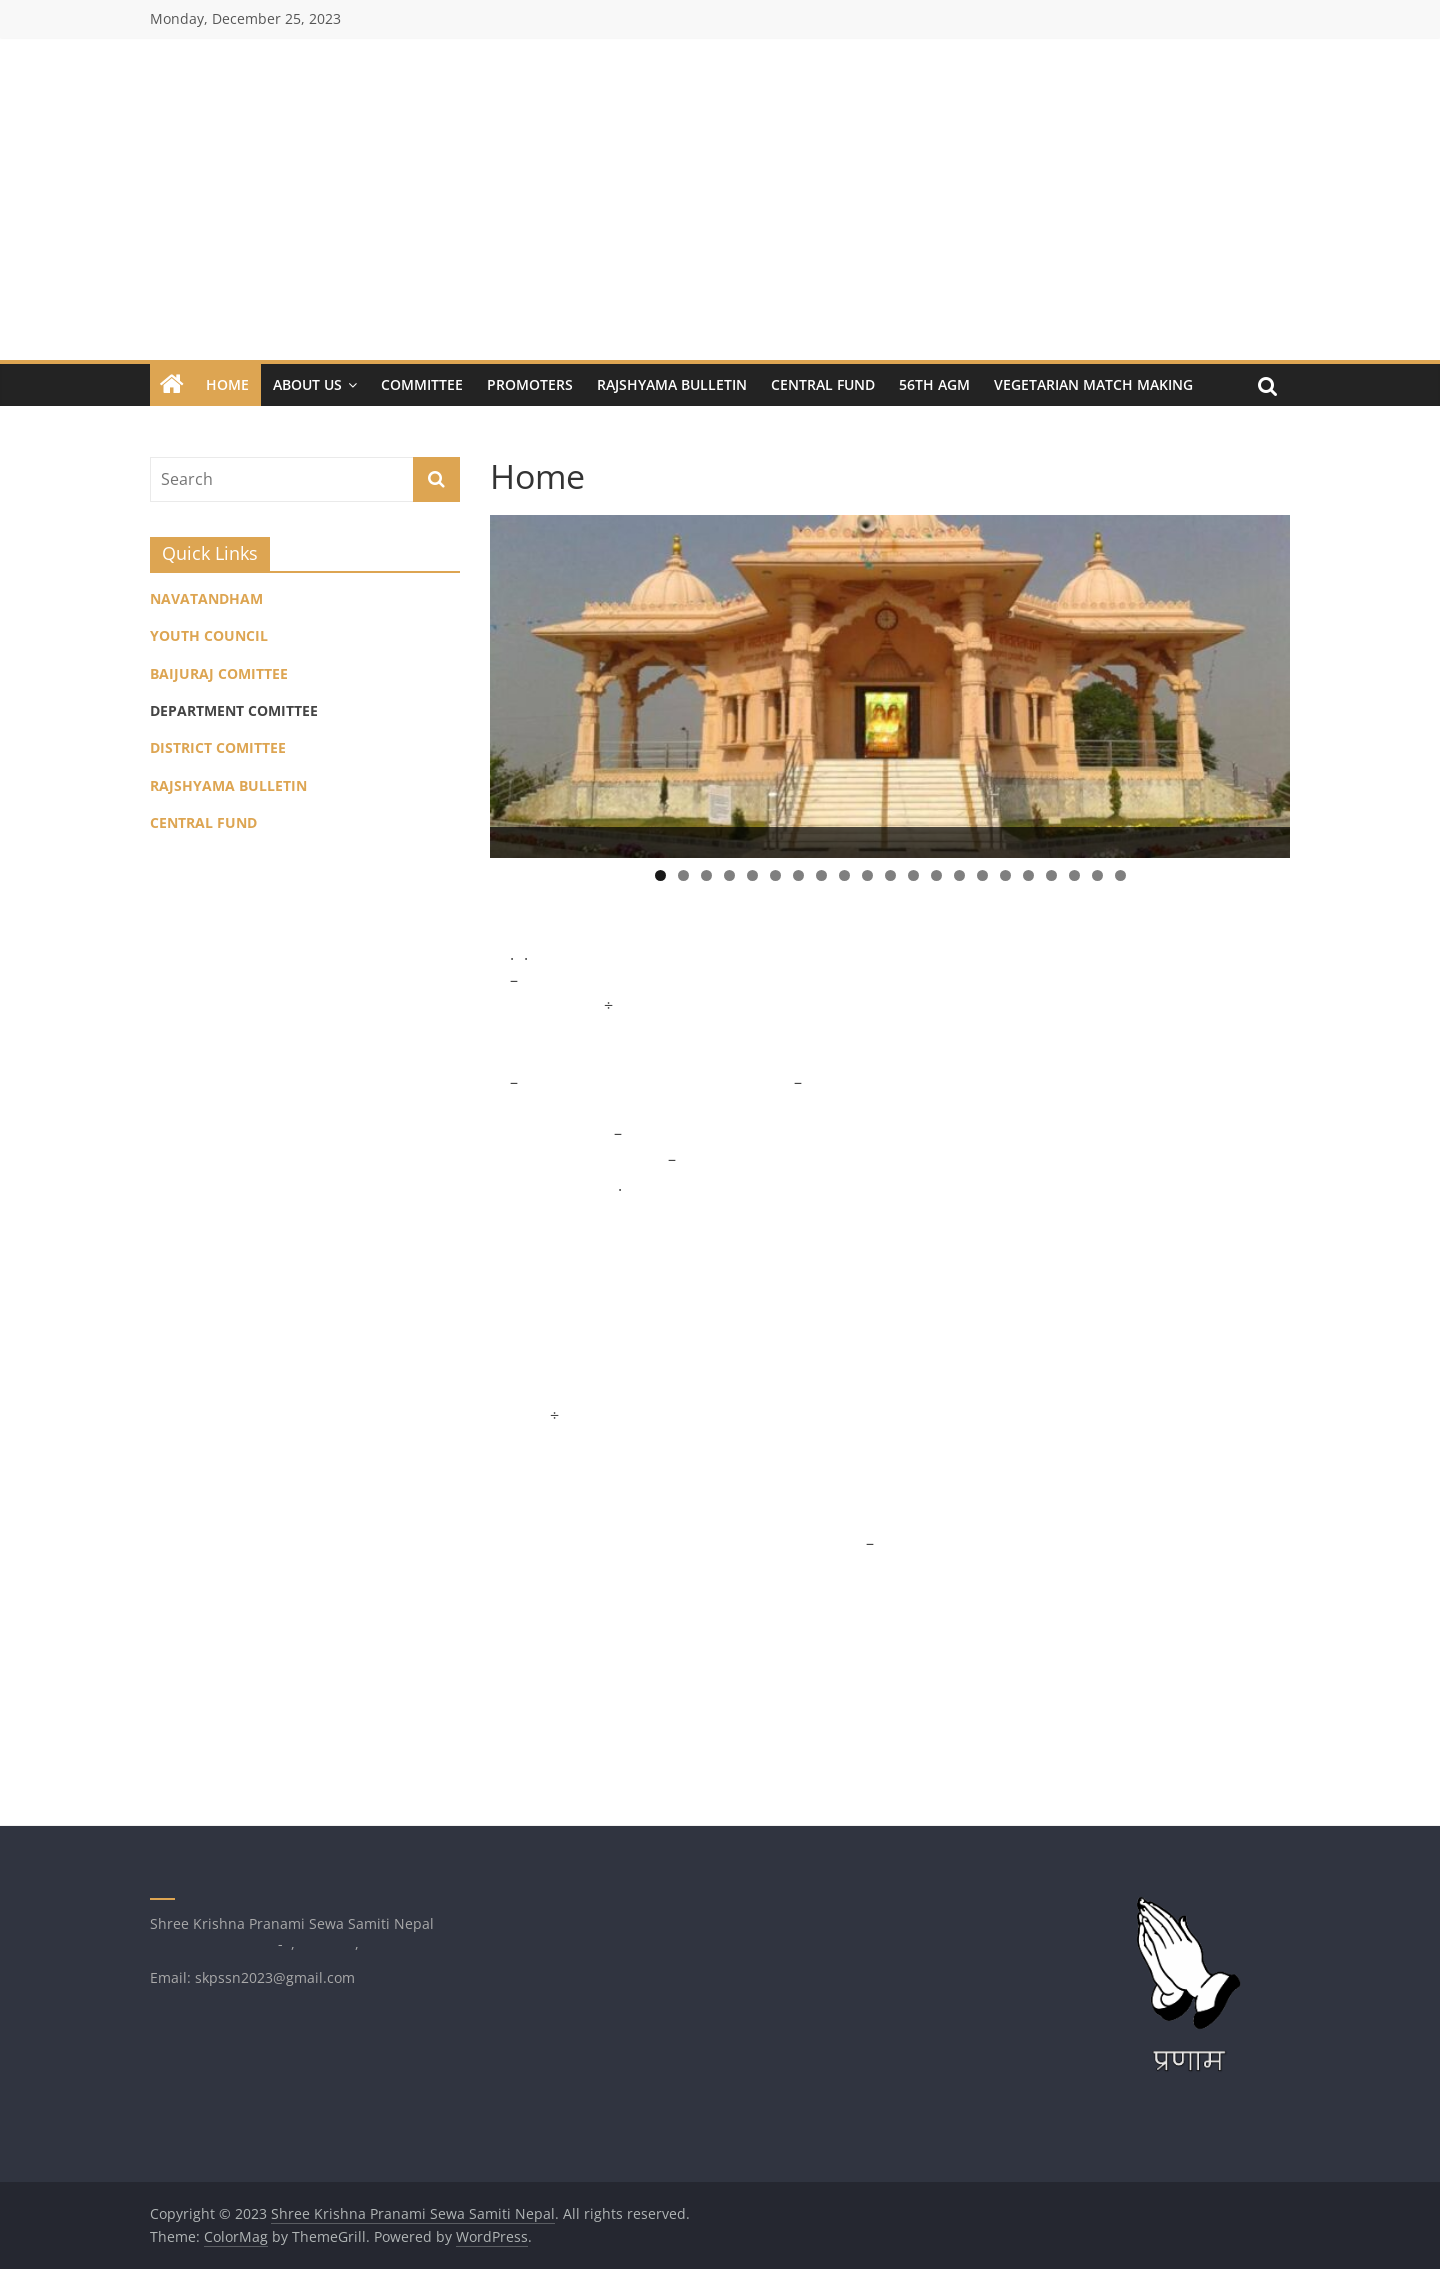 Monday, December 25, 2023
HOME ABOUT US COMMITTEE PROMOTERS RAJSHYAMA BULLETIN CENTRAL FUND 56TH AGM VEGETARIAN MATCH MAKING
Search
Quick Links
NAVATANDHAM
YOUTH COUNCIL
BAIJURAJ COMITTEE
DEPARTMENT COMITTEE
DISTRICT COMITTEE
RAJSHYAMA BULLETIN
CENTRAL FUND
Home
. .
–
÷
– –
–
–
.
÷
–
Shree Krishna Pranami Sewa Samiti Nepal
- , ,
Email: skpssn2023@gmail.com
प्रणाम
Copyright © 2023 Shree Krishna Pranami Sewa Samiti Nepal. All rights reserved.
Theme: ColorMag by ThemeGrill. Powered by WordPress.